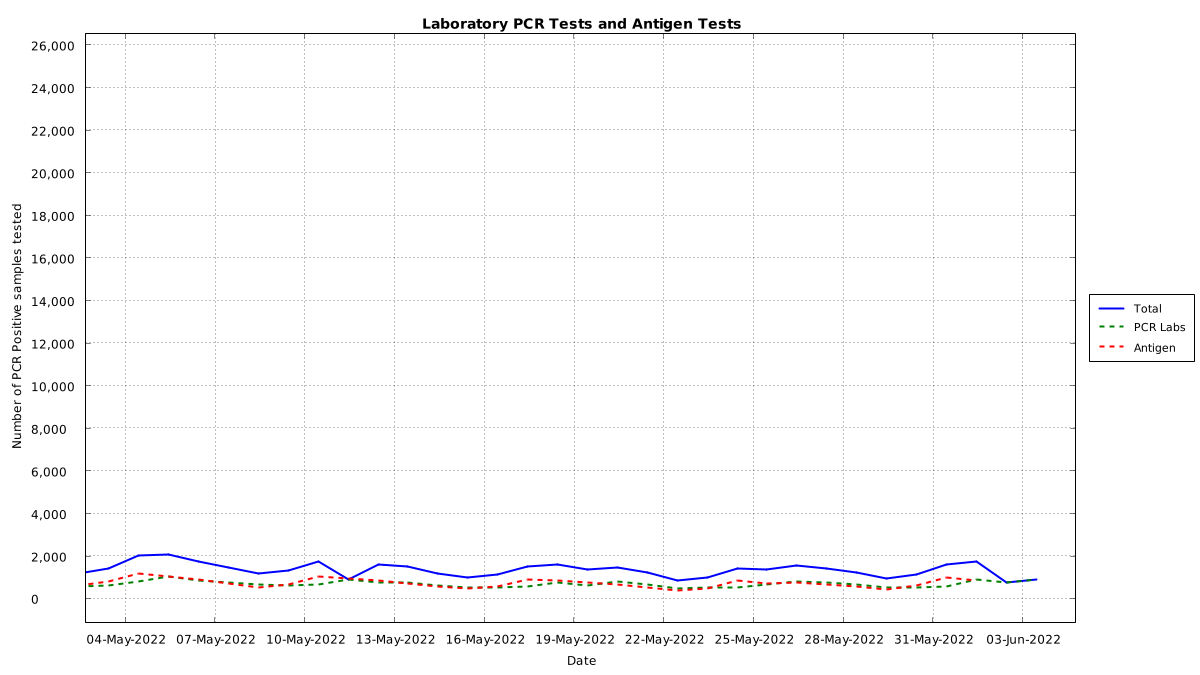 Laboratory PCR Tests and Antigen Tests
26,000
24,000
22,000
20,000
18,000
16,000
14,000
12,000
10,000
8,000
6,000
4,000
2,000
0
Number of PCR Positive samples tested
04-May-2022 07-May-2022 10-May-2022 13-May-2022 16-May-2022 19-May-2022 22-May-2022 25-May-2022 28-May-2022 31-May-2022 03-Jun-2022
Date
Total
PCR Labs
Antigen